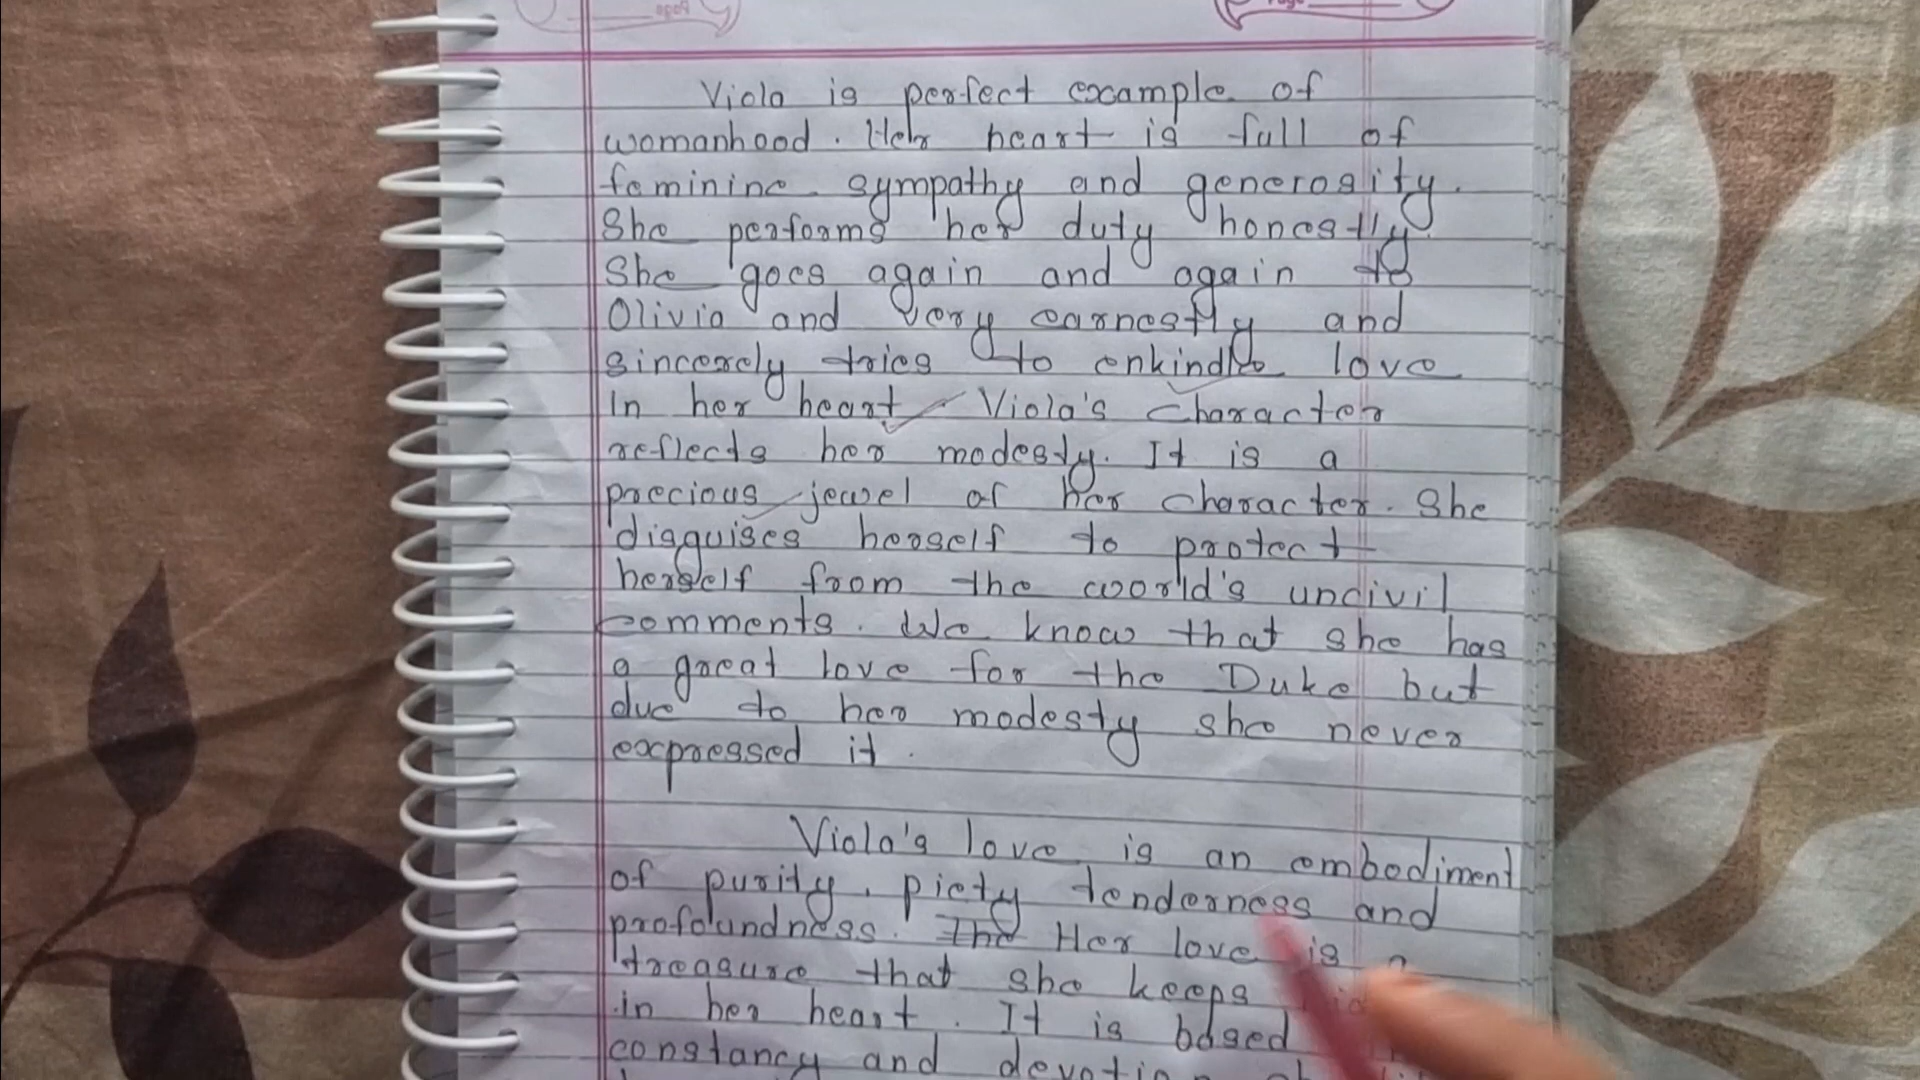 Page
Page
Viola is perfect example of
womanhood. Her heart is full of
feminine sympathy and generosity.
She performs her duty honestly.
She goes again and again to
Olivia and very earnestly and
sincerely tries to enkindle love
in her heart. Viola's character
reflects her modesty. It is a
precious jewel of her character. She
disguises herself to protect
herself from the world's undivil
comments. We know that she has
a great love for the Duke but
due to her modesty she never
expressed it.
Viola's love is an embodiment
of purity, piety tenderness and
profoundness. The Her love is a
treasure that she keeps
in her heart. It is based
constancy and devotion